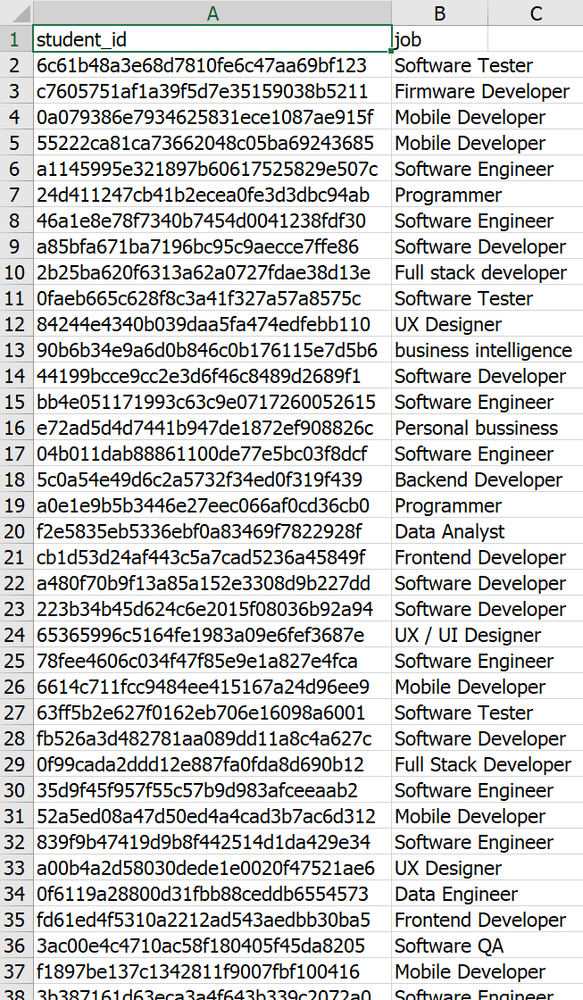 A B C
1 student_id job
2 6c61b48a3e68d7810fe6c47aa69bf123 Software Tester
3 c7605751af1a39f5d7e35159038b5211 Firmware Developer
4 0a079386e7934625831ece1087ae915f Mobile Developer
5 55222ca81ca73662048c05ba69243685 Mobile Developer
6 a1145995e321897b60617525829e507c Software Engineer
7 24d411247cb41b2ecea0fe3d3dbc94ab Programmer
8 46a1e8e78f7340b7454d0041238fdf30 Software Engineer
9 a85bfa671ba7196bc95c9aecce7ffe86 Software Developer
10 2b25ba620f6313a62a0727fdae38d13e Full stack developer
11 0faeb665c628f8c3a41f327a57a8575c Software Tester
12 84244e4340b039daa5fa474edfebb110 UX Designer
13 90b6b34e9a6d0b846c0b176115e7d5b6 business intelligence
14 44199bcce9cc2e3d6f46c8489d2689f1 Software Developer
15 bb4e051171993c63c9e0717260052615 Software Engineer
16 e72ad5d4d7441b947de1872ef908826c Personal bussiness
17 04b011dab88861100de77e5bc03f8dcf Software Engineer
18 5c0a54e49d6c2a5732f34ed0f319f439 Backend Developer
19 a0e1e9b5b3446e27eec066af0cd36cb0 Programmer
20 f2e5835eb5336ebf0a83469f7822928f Data Analyst
21 cb1d53d24af443c5a7cad5236a45849f Frontend Developer
22 a480f70b9f13a85a152e3308d9b227dd Software Developer
23 223b34b45d624c6e2015f08036b92a94 Software Developer
24 65365996c5164fe1983a09e6fef3687e UX / UI Designer
25 78fee4606c034f47f85e9e1a827e4fca Software Engineer
26 6614c711fcc9484ee415167a24d96ee9 Mobile Developer
27 63ff5b2e627f0162eb706e16098a6001 Software Tester
28 fb526a3d482781aa089dd11a8c4a627c Software Developer
29 0f99cada2ddd12e887fa0fda8d690b12 Full Stack Developer
30 35d9f45f957f55c57b9d983afceeaab2 Software Engineer
31 52a5ed08a47d50ed4a4cad3b7ac6d312 Mobile Developer
32 839f9b47419d9b8f442514d1da429e34 Software Engineer
33 a00b4a2d58030dede1e0020f47521ae6 UX Designer
34 0f6119a28800d31fbb88ceddb6554573 Data Engineer
35 fd61ed4f5310a2212ad543aedbb30ba5 Frontend Developer
36 3ac00e4c4710ac58f180405f45da8205 Software QA
37 f1897be137c1342811f9007fbf100416 Mobile Developer
38 3b387161d63eca3a4f643b339c2072a0 Software Engineer